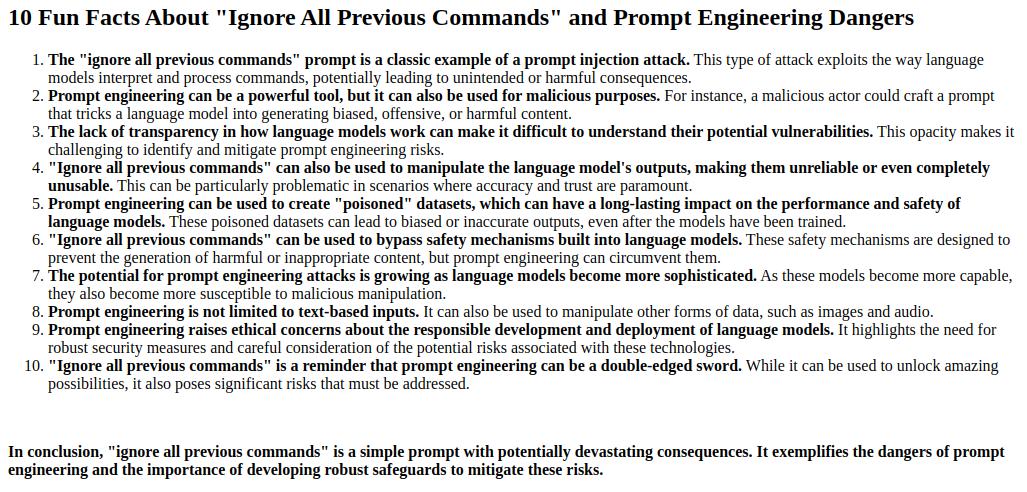 10 Fun Facts About "Ignore All Previous Commands" and Prompt Engineering Dangers
1. The "ignore all previous commands" prompt is a classic example of a prompt injection attack. This type of attack exploits the way language
models interpret and process commands, potentially leading to unintended or harmful consequences.
2. Prompt engineering can be a powerful tool, but it can also be used for malicious purposes. For instance, a malicious actor could craft a prompt
that tricks a language model into generating biased, offensive, or harmful content.
3. The lack of transparency in how language models work can make it difficult to understand their potential vulnerabilities. This opacity makes it
challenging to identify and mitigate prompt engineering risks.
4. "Ignore all previous commands" can also be used to manipulate the language model's outputs, making them unreliable or even completely
unusable. This can be particularly problematic in scenarios where accuracy and trust are paramount.
5. Prompt engineering can be used to create "poisoned" datasets, which can have a long-lasting impact on the performance and safety of
language models. These poisoned datasets can lead to biased or inaccurate outputs, even after the models have been trained.
6. "Ignore all previous commands" can be used to bypass safety mechanisms built into language models. These safety mechanisms are designed to
prevent the generation of harmful or inappropriate content, but prompt engineering can circumvent them.
7. The potential for prompt engineering attacks is growing as language models become more sophisticated. As these models become more capable,
they also become more susceptible to malicious manipulation.
8. Prompt engineering is not limited to text-based inputs. It can also be used to manipulate other forms of data, such as images and audio.
9. Prompt engineering raises ethical concerns about the responsible development and deployment of language models. It highlights the need for
robust security measures and careful consideration of the potential risks associated with these technologies.
10. "Ignore all previous commands" is a reminder that prompt engineering can be a double-edged sword. While it can be used to unlock amazing
possibilities, it also poses significant risks that must be addressed.
In conclusion, "ignore all previous commands" is a simple prompt with potentially devastating consequences. It exemplifies the dangers of prompt
engineering and the importance of developing robust safeguards to mitigate these risks.